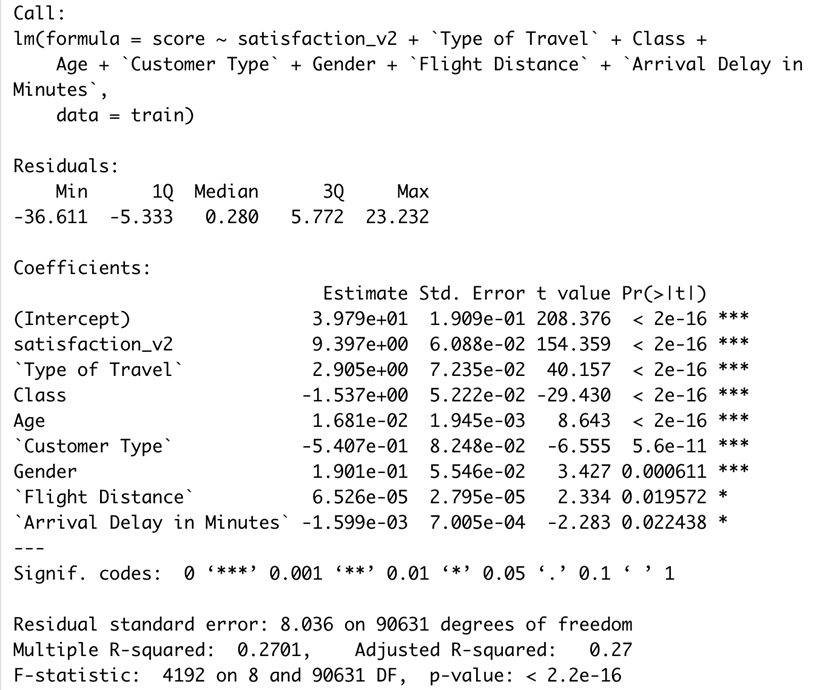 Call:
lm(formula = score ~ satisfaction_v2 + `Type of Travel` + Class +
    Age + `Customer Type` + Gender + `Flight Distance` + `Arrival Delay in
Minutes`,
    data = train)

Residuals:
    Min      1Q  Median      3Q     Max
-36.611  -5.333   0.280   5.772  23.232

Coefficients:
                             Estimate Std. Error t value Pr(>|t|)
(Intercept)                 3.979e+01  1.909e-01 208.376  < 2e-16 ***
satisfaction_v2             9.397e+00  6.088e-02 154.359  < 2e-16 ***
`Type of Travel`            2.905e+00  7.235e-02  40.157  < 2e-16 ***
Class                      -1.537e+00  5.222e-02 -29.430  < 2e-16 ***
Age                         1.681e-02  1.945e-03   8.643  < 2e-16 ***
`Customer Type`            -5.407e-01  8.248e-02  -6.555  5.6e-11 ***
Gender                      1.901e-01  5.546e-02   3.427 0.000611 ***
`Flight Distance`           6.526e-05  2.795e-05   2.334 0.019572 *
`Arrival Delay in Minutes` -1.599e-03  7.005e-04  -2.283 0.022438 *
---
Signif. codes:  0 ‘***’ 0.001 ‘**’ 0.01 ‘*’ 0.05 ‘.’ 0.1 ‘ ’ 1

Residual standard error: 8.036 on 90631 degrees of freedom
Multiple R-squared:  0.2701,    Adjusted R-squared:   0.27
F-statistic:  4192 on 8 and 90631 DF,  p-value: < 2.2e-16